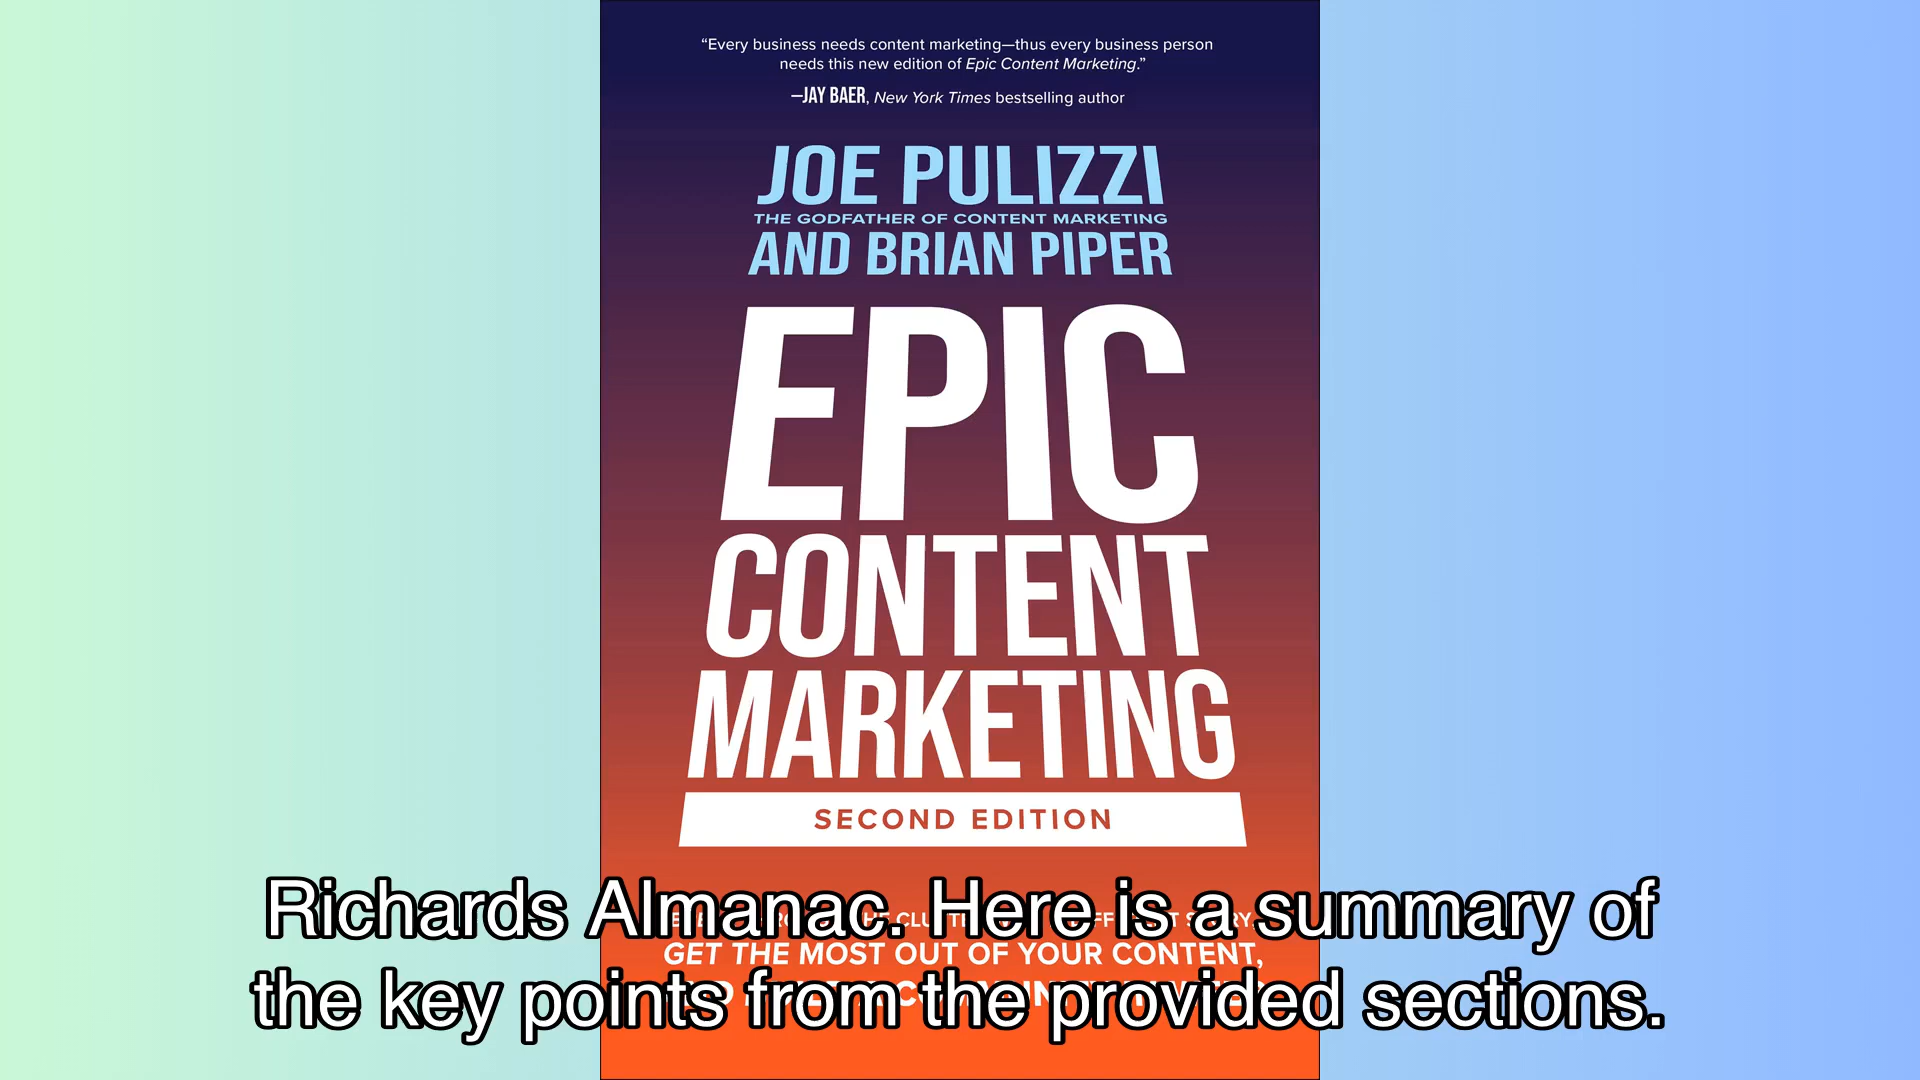 “Every business needs content marketing—thus every business person
needs this new edition of Epic Content Marketing.”
—JAY BAER, New York Times bestselling author
JOE PULIZZI
THE GODFATHER OF CONTENT MARKETING
AND BRIAN PIPER
EPIC
CONTENT
MARKETING
SECOND EDITION
Richards Almanac. Here is a summary of
GET THE MOST OUT OF YOUR CONTENT,
the key points from the provided sections.